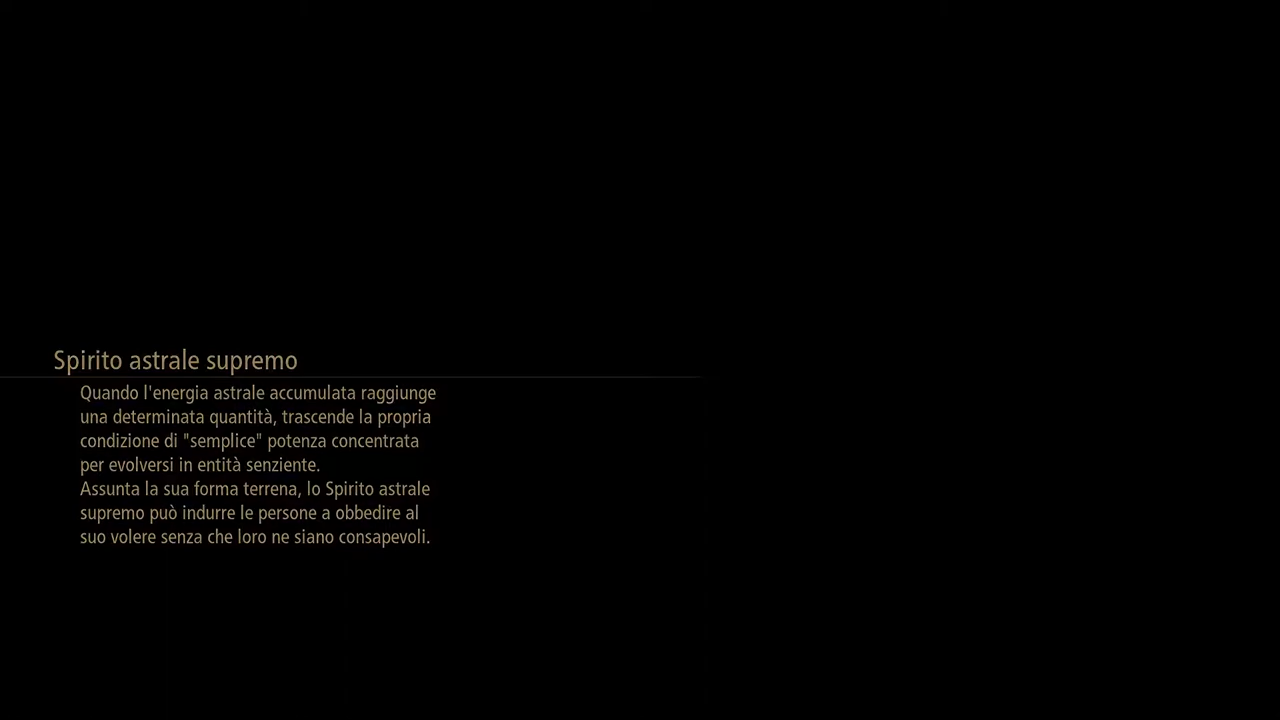 Spirito astrale supremo
Quando l'energia astrale accumulata raggiunge
una determinata quantità, trascende la propria
condizione di "semplice" potenza concentrata
per evolversi in entità senziente.
Assunta la sua forma terrena, lo Spirito astrale
supremo può indurre le persone a obbedire al
suo volere senza che loro ne siano consapevoli.